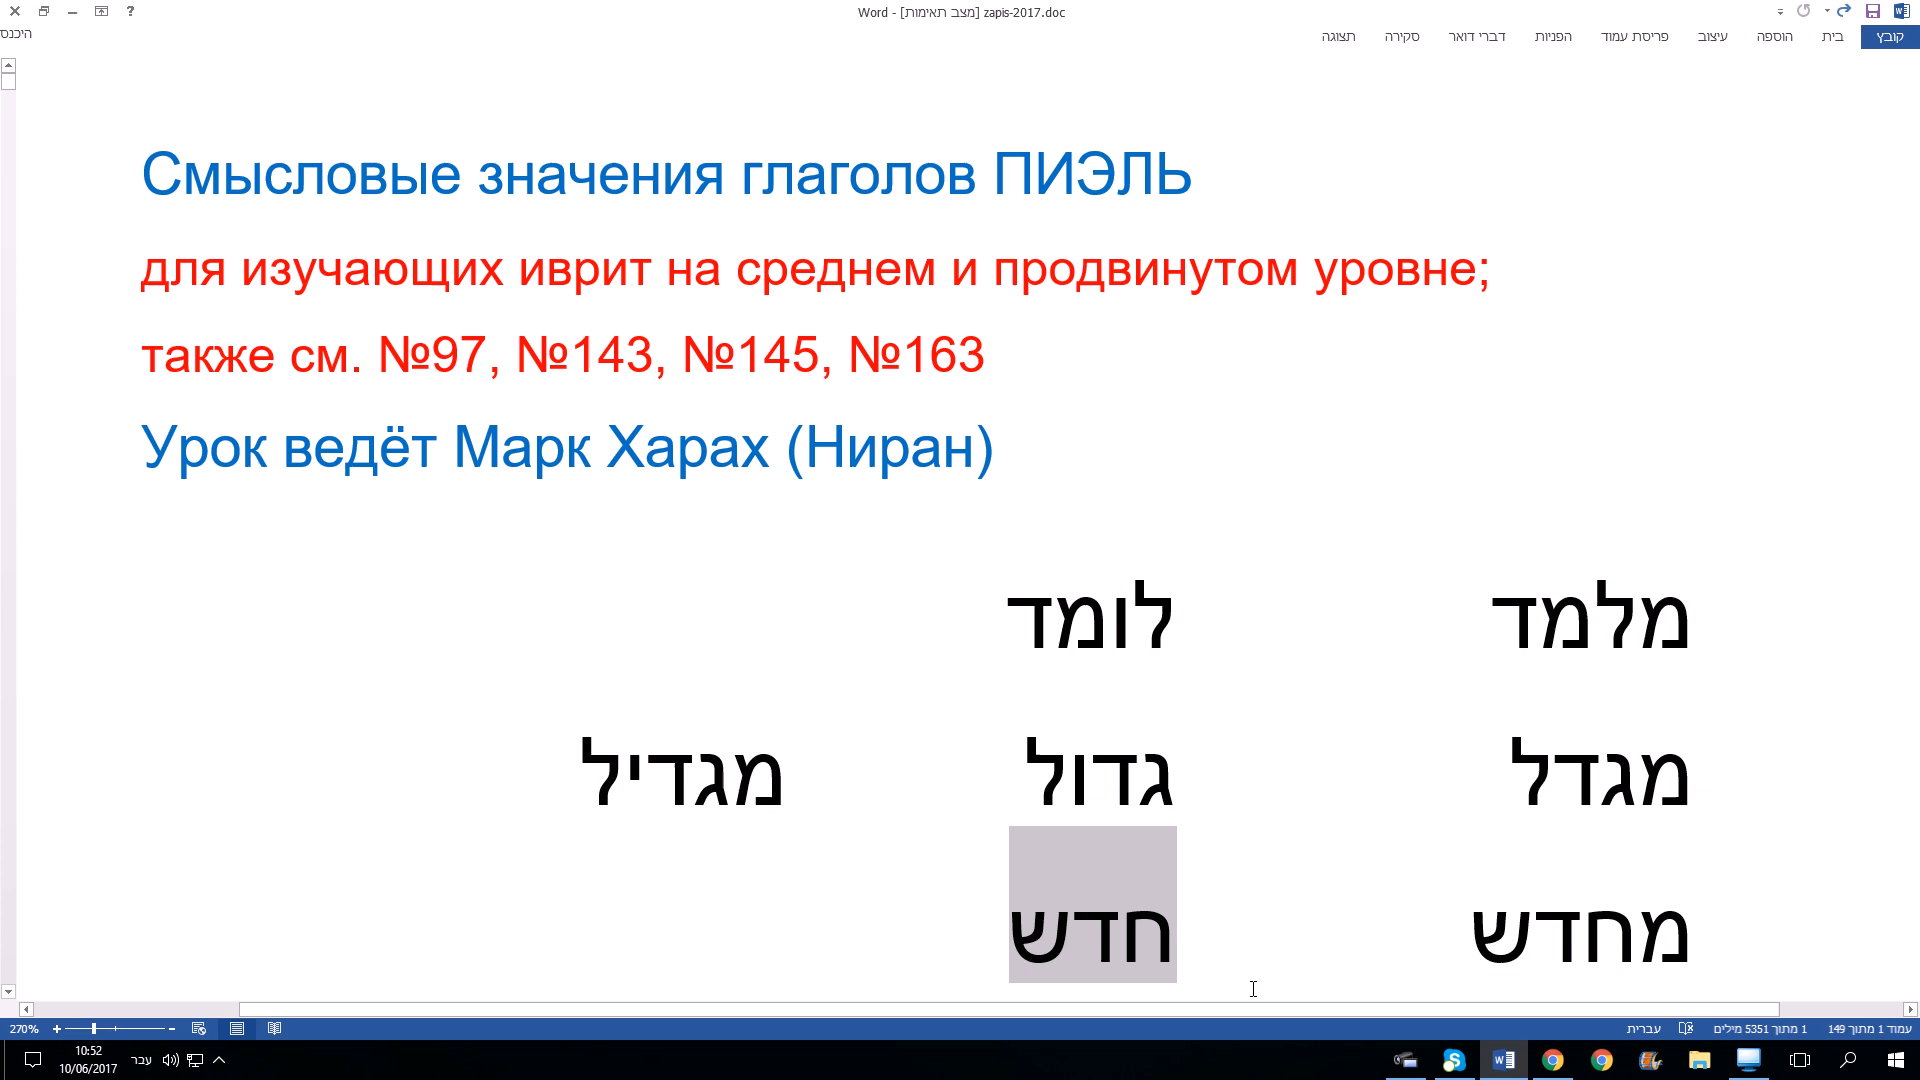 zapis-2017.doc [מצב תאימות] - Word
היכנס
קובץ בית הוספה עיצוב פריסת עמוד הפניות דברי דואר סקירה תצוגה
Смысловые значения глаголов ПИЭЛЬ
для изучающих иврит на среднем и продвинутом уровне;
также см. №97, №143, №145, №163
Урок ведёт Марк Харах (Ниран)
מלמד לומד
מגדל גדול מגדיל
מחדש חדש
עמוד 1 מתוך 149 1 מתוך 5351 מילים עברית 270%
עבר 10:52
10/06/2017